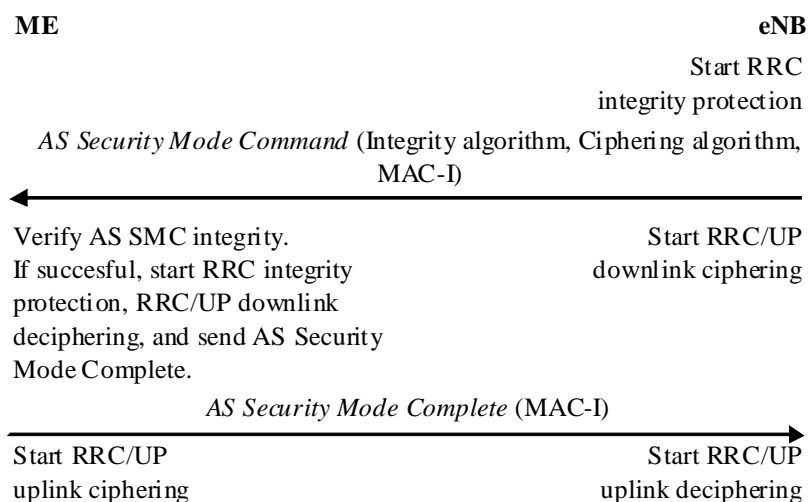 ME eNB
Start RRC
integrity protection
AS Security Mode Command (Integrity algorithm, Ciphering algorithm,
MAC-I)
Verify AS SMC integrity. Start RRC/UP
If succesful, start RRC integrity downlink ciphering
protection, RRC/UP downlink
deciphering, and send AS Security
Mode Complete.
AS Security Mode Complete (MAC-I)
Start RRC/UP Start RRC/UP
uplink ciphering uplink deciphering